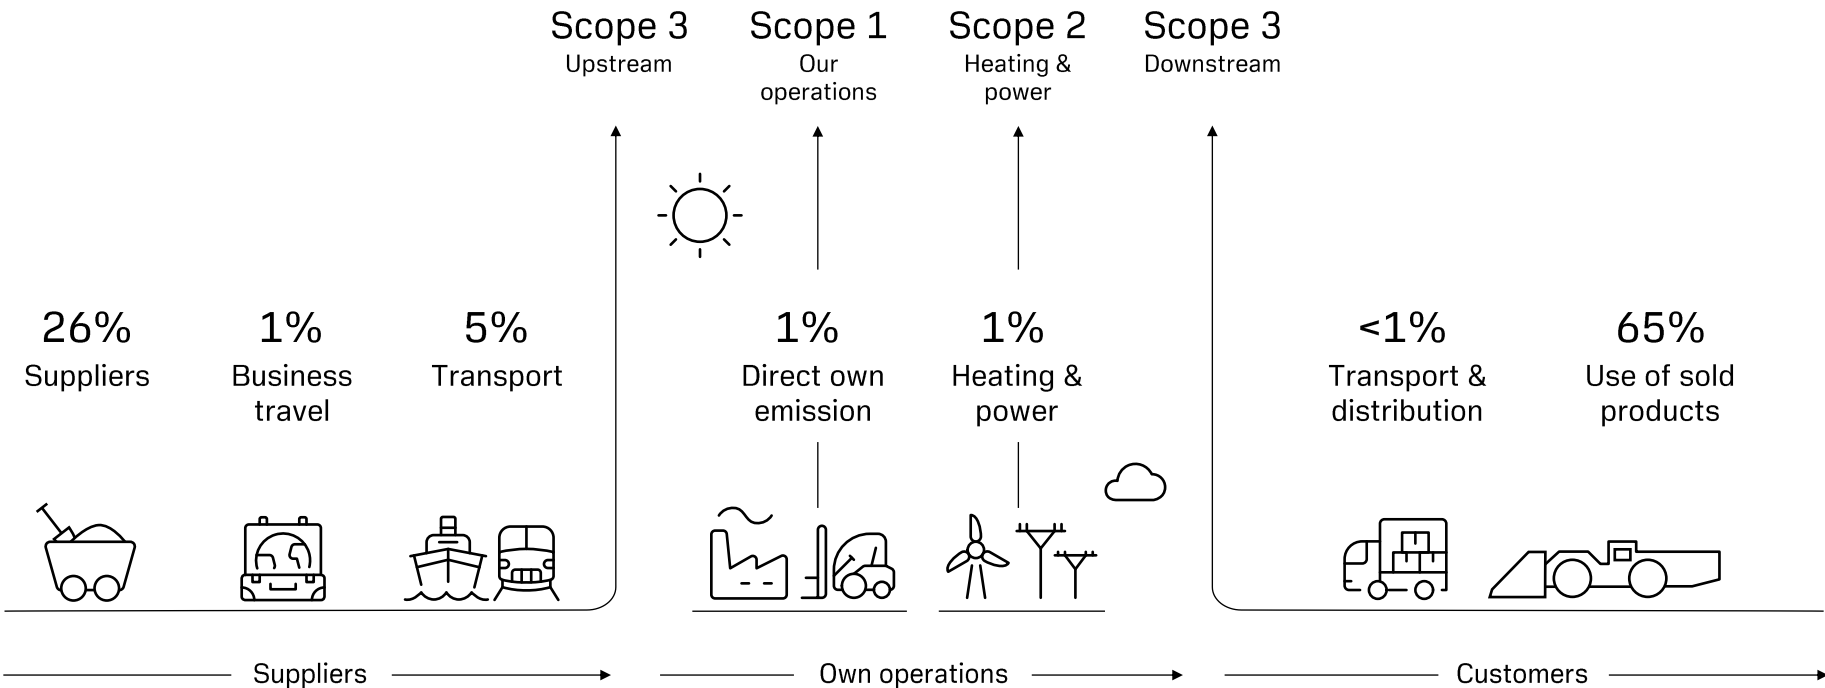 Scope 3
Upstream
Scope 1
Our
operations
Scope 2
Heating &
power
Scope 3
Downstream
26%
Suppliers
1%
Business
travel
5%
Transport
1%
Direct own
emission
1%
Heating &
power
<1%
Transport &
distribution
65%
Use of sold
products
Suppliers
Own operations
Customers